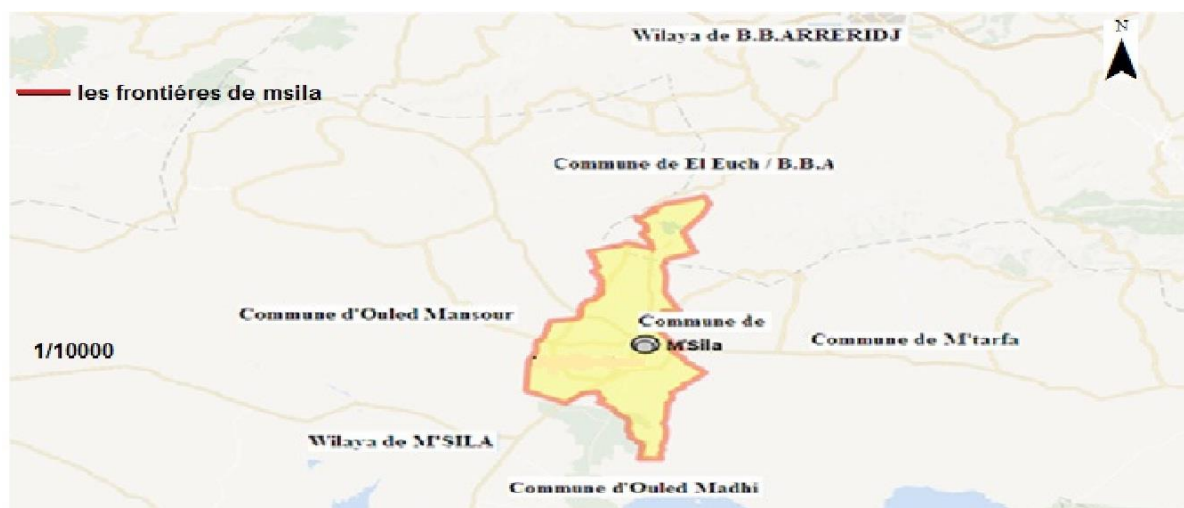 Wilaya de B.B.ARRERIDJ
N
les frontiéres de msila
Commune de El Euch / B.B.A
Commune d'Ouled Mansour
Commune de
M'Sila
Commune de M'tarfa
1/10000
Wilaya de M'SILA
Commune d'Ouled Madhi